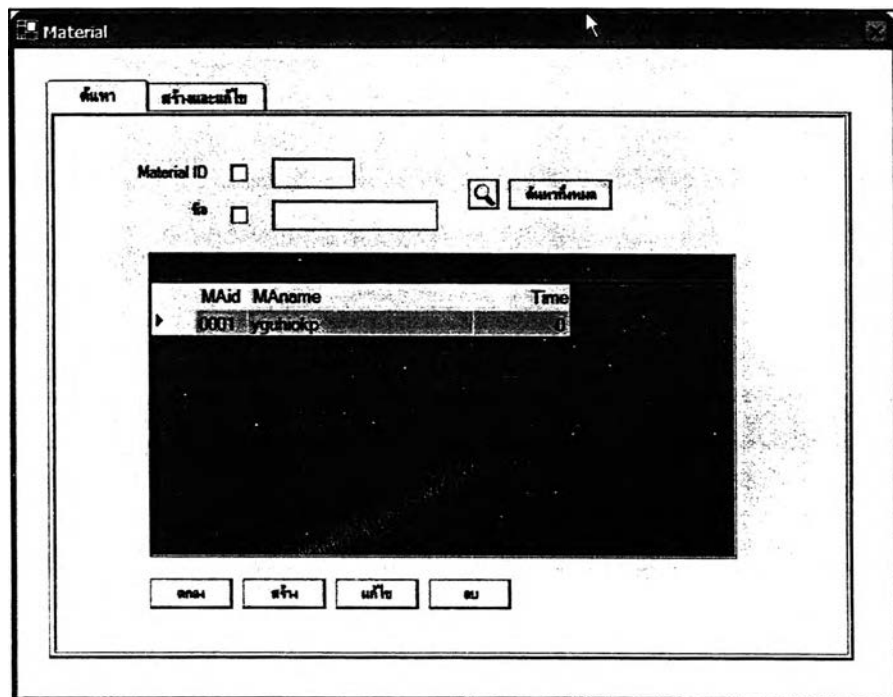 Material
ค้นหา สร้างและแก้ไข
Material ID
ชื่อ ค้นหาทั้งหมด
MAid MAname Time
0001 yguhiokp 0
ตกลง สร้าง แก้ไข ลบ